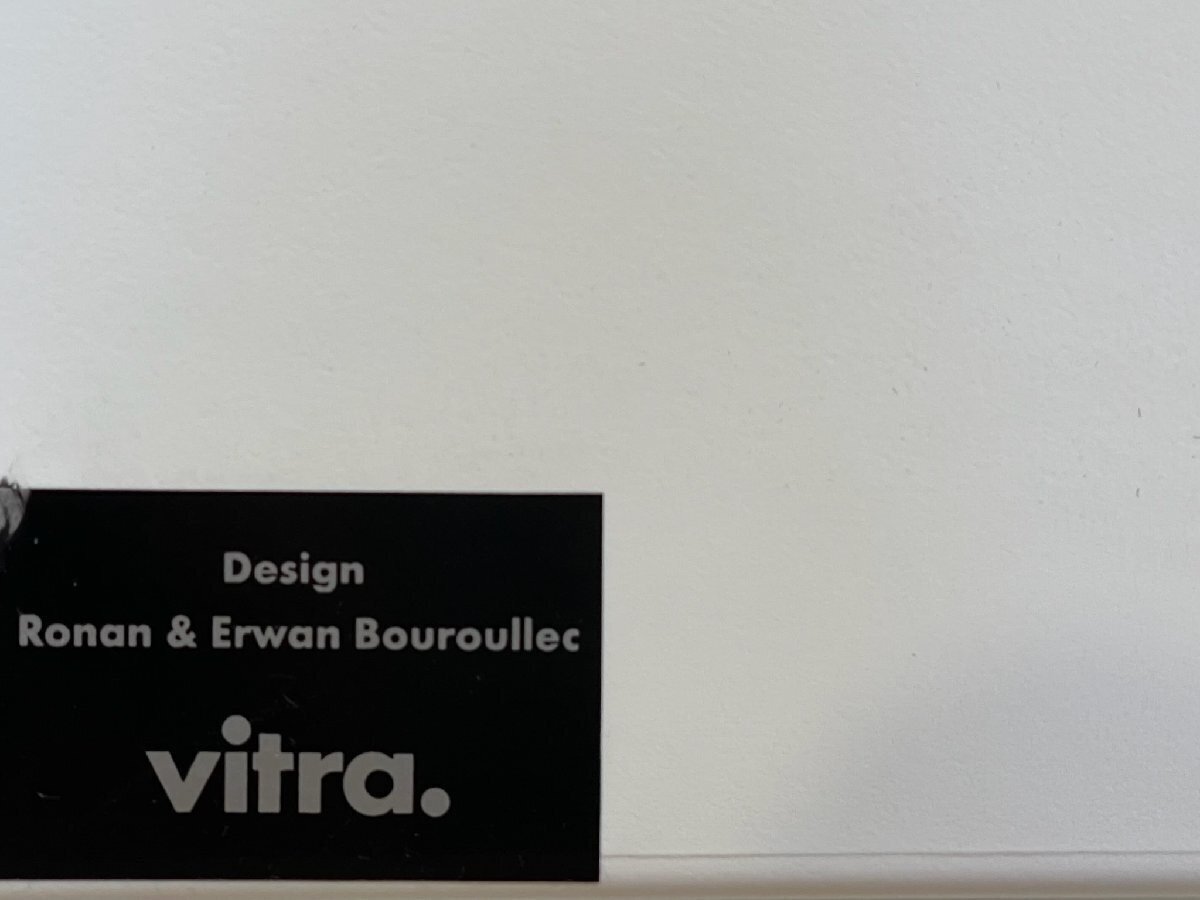 Design
Ronan & Erwan Bouroullec
vitra.